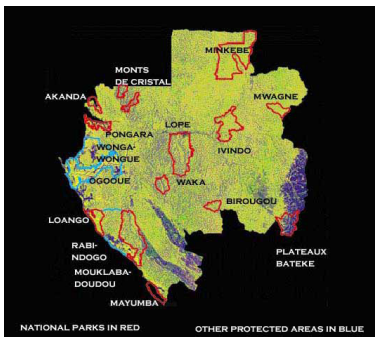 MINKEBE
MONTS
DE CRISTAL
AKANDA
MWAGNE
PONGARA
LOPE
WONGA-
WONGUE
IVINDO
OGOOUE
WAKA
BIROUGOU
LOANGO
RABI-
NDOGO
PLATEAUX
BATEKE
MOUKLABA-
DOUDOU
MAYUMBA
NATIONAL PARKS IN RED
OTHER PROTECTED AREAS IN BLUE